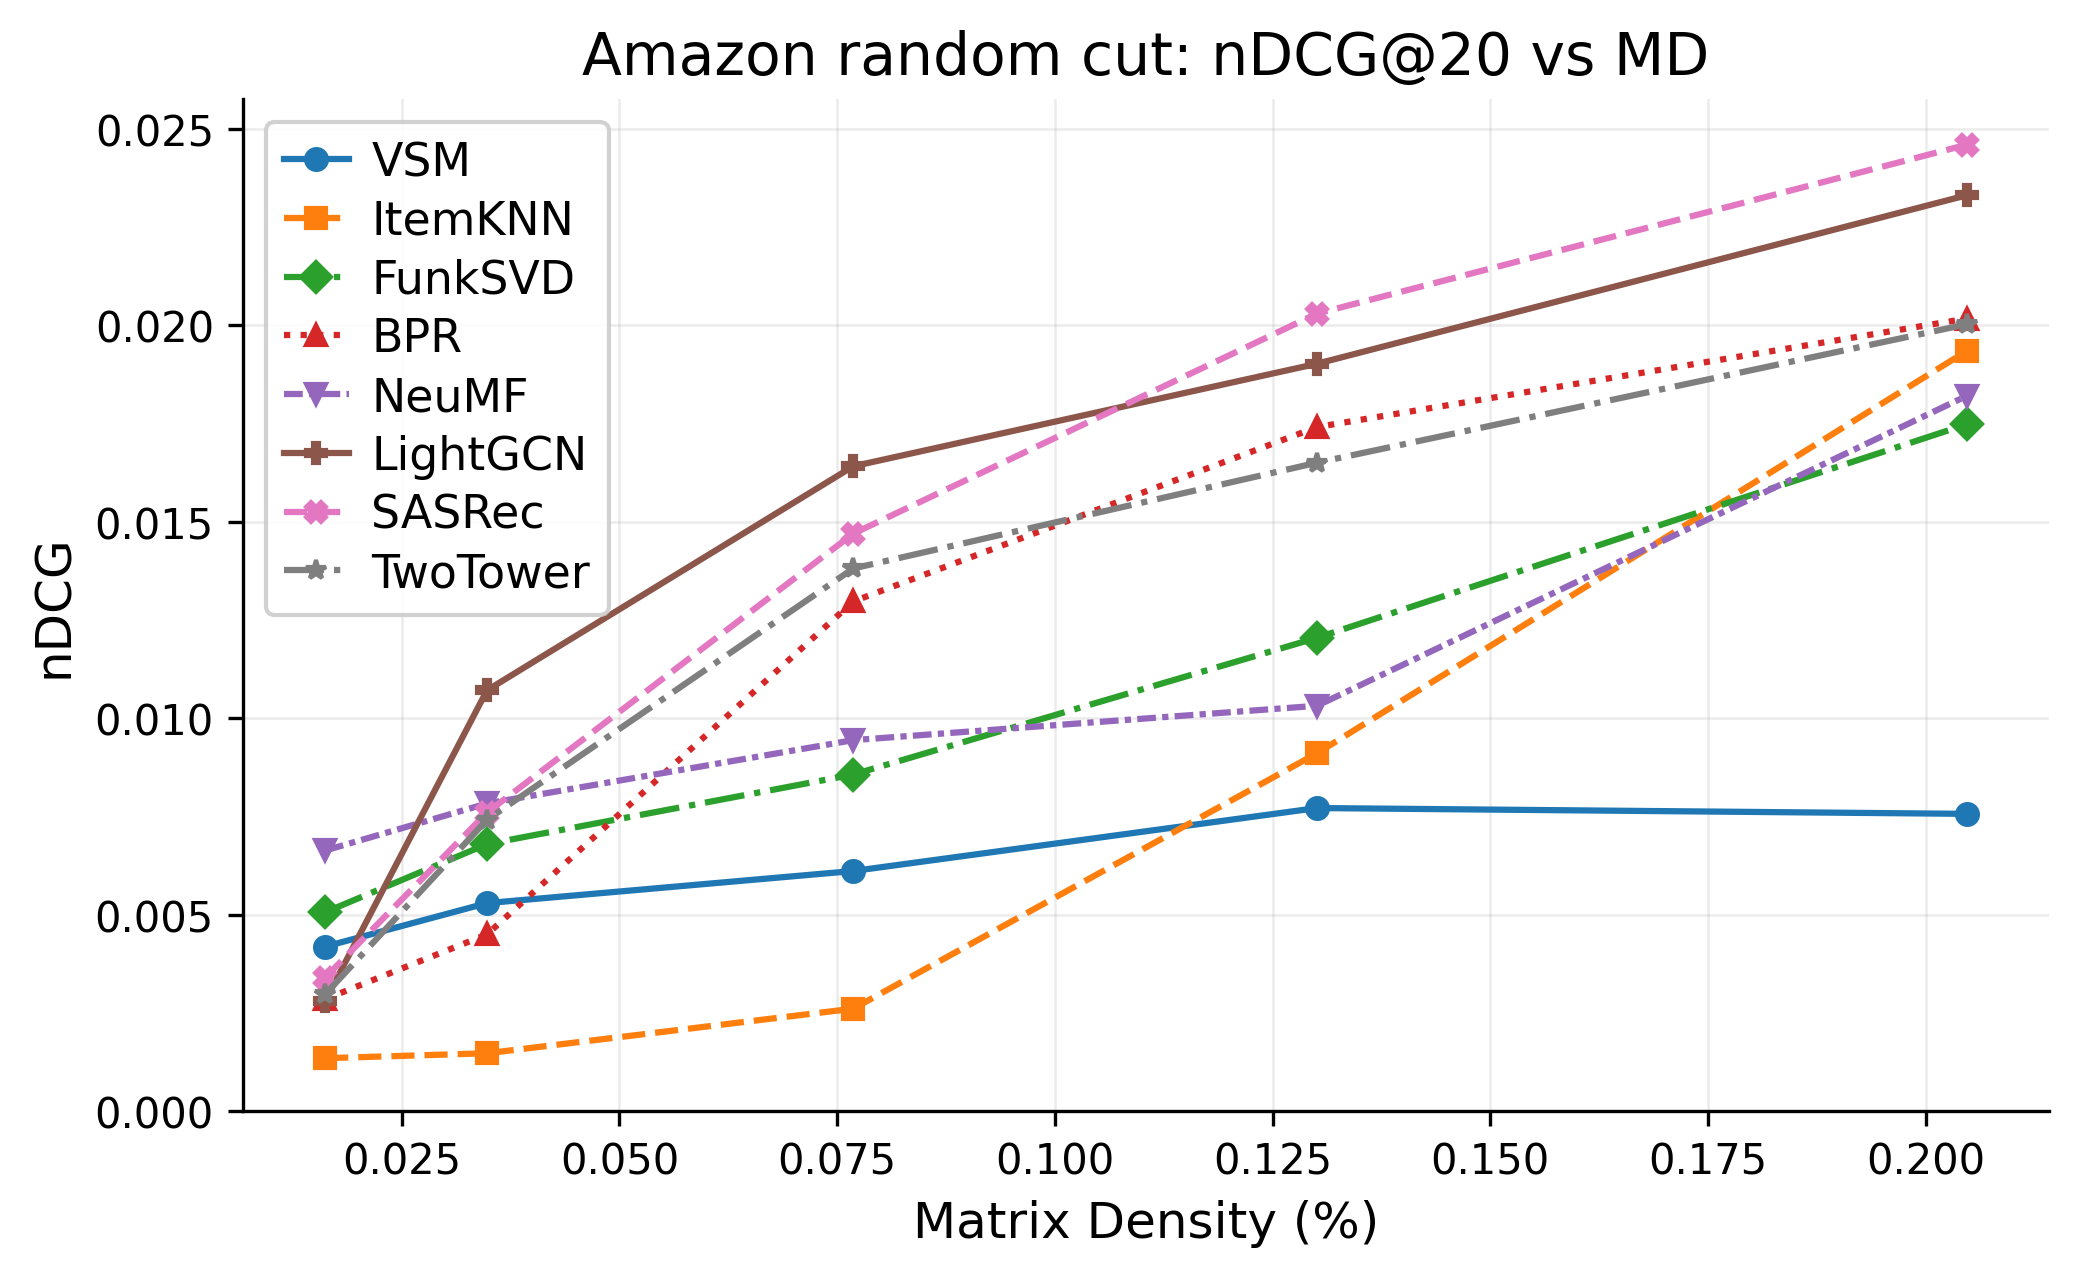 Amazon random cut: nDCG@20 vs MD
0.025
0.020
0.015
0.010
0.005
0.000
nDCG
VSM
ItemKNN
FunkSVD
BPR
NeuMF
LightGCN
SASRec
TwoTower
0.025 0.050 0.075 0.100 0.125 0.150 0.175 0.200
Matrix Density (%)